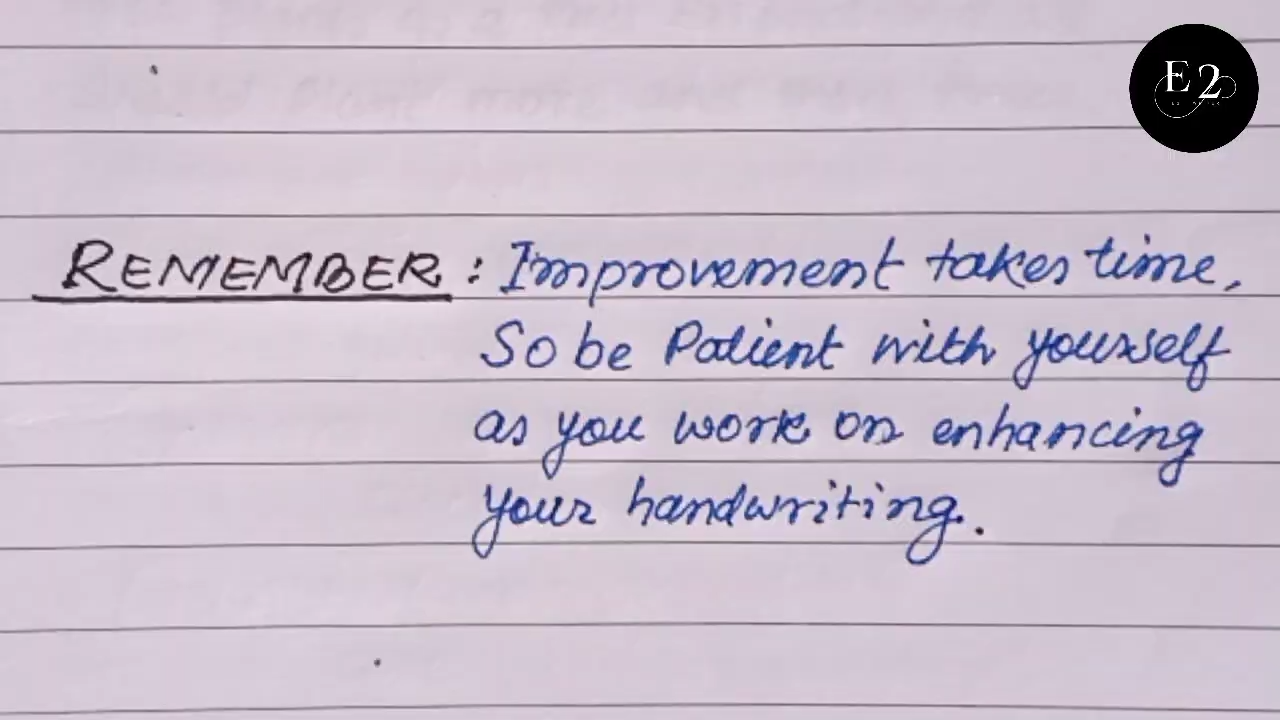 E2
REMEMBER : Improvement takes time,
So be Patient with yourself
as you work on enhancing
your handwriting.